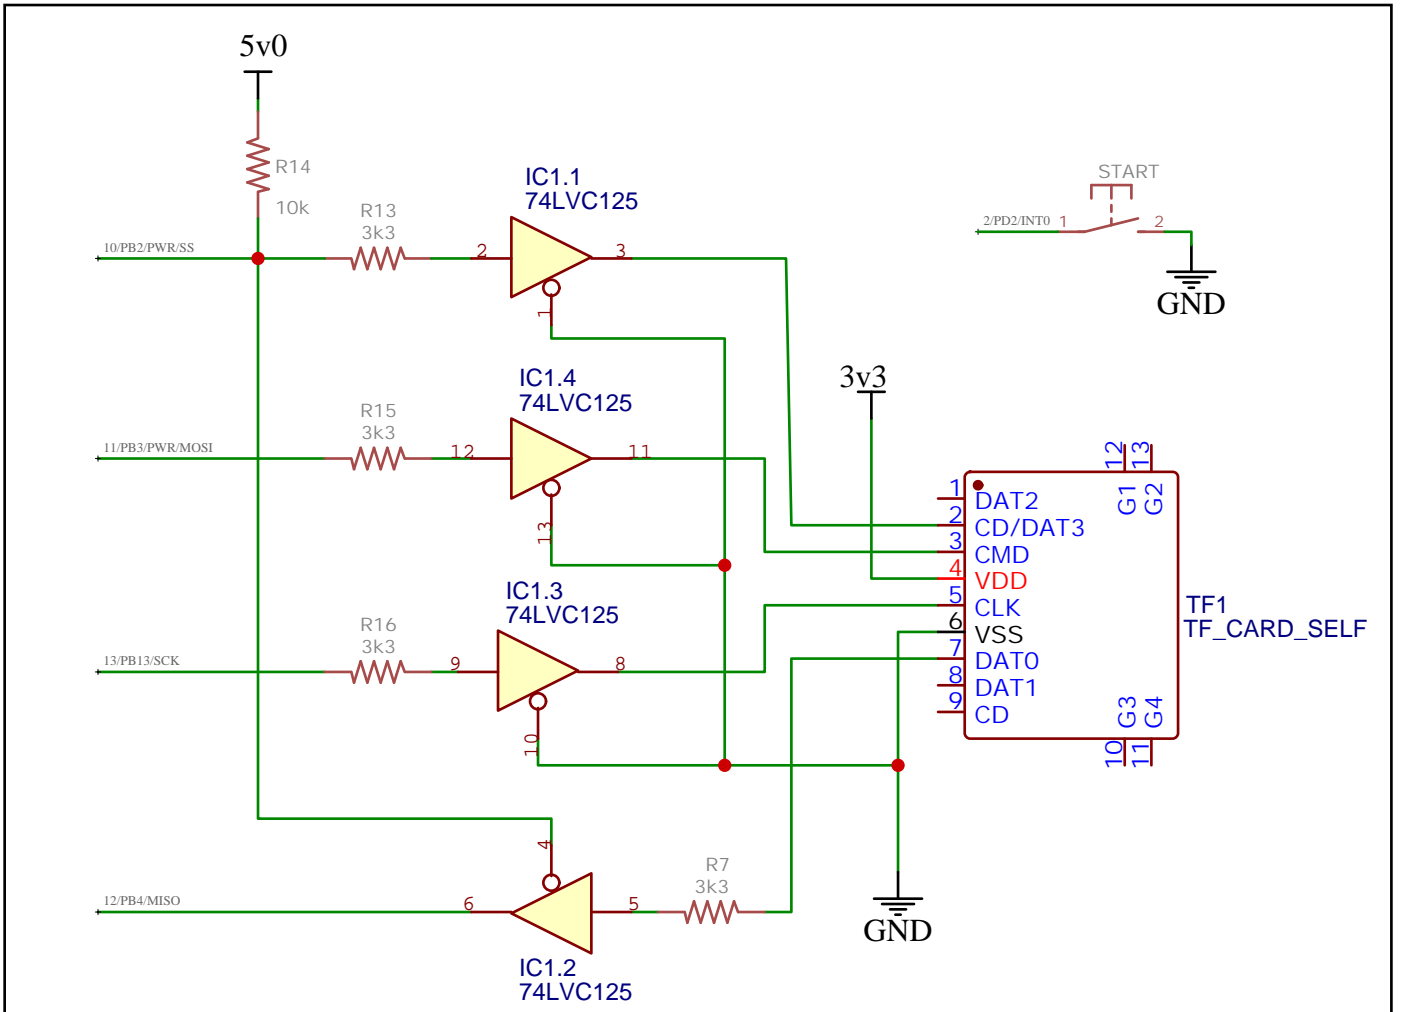 5v0
R14
10k
10/PB2/PWR/SS
R13
3k3
2
IC1.1
74LVC125
3
1
START
2/PD2/INT0
1
2
GND
11/PB3/PWR/MOSI
R15
3k3
12
IC1.4
74LVC125
11
13
3v3
13/PB13/SCK
R16
3k3
9
IC1.3
74LVC125
8
10
12
13
G1
G2
1
DAT2
2
CD/DAT3
3
CMD
4
VDD
5
CLK
6
VSS
7
DAT0
8
DAT1
9
CD
G3
G4
10
11
TF1
TF_CARD_SELF
12/PB4/MISO
6
4
5
IC1.2
74LVC125
R7
3k3
GND